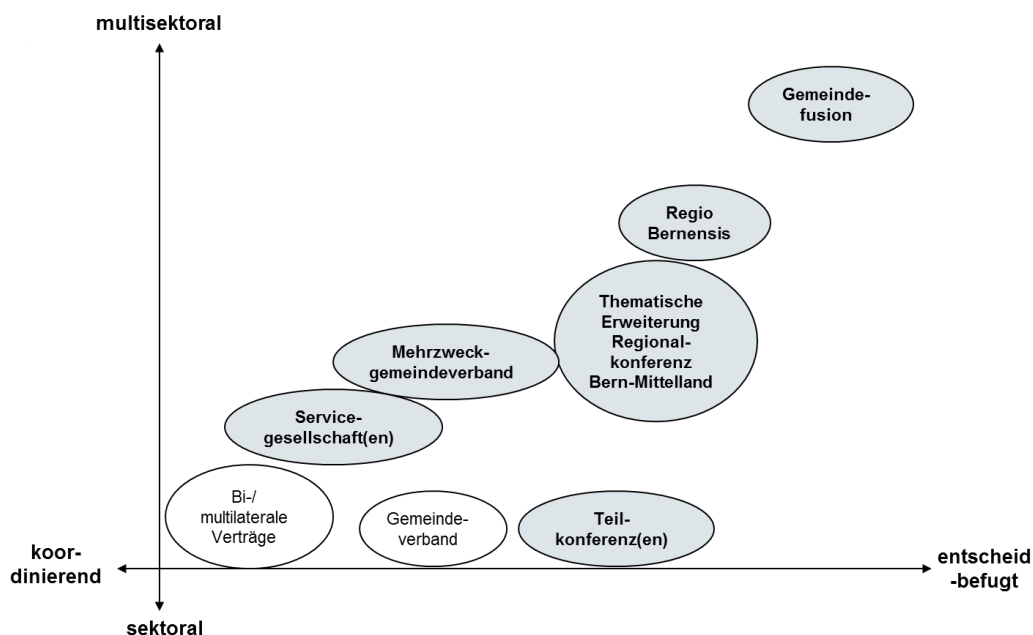 multisektoral
Gemeinde-
fusion
Regio
Bernensis
Thematische
Erweiterung
Regional-
konferenz
Bern-Mittelland
Mehrzweck-
gemeindeverband
Service-
gesellschaft(en)
Bi-/
multilaterale
Verträge
Gemeinde-
verband
Teil-
konferenz(en)
koor-
dinierend
entscheid
-befugt
sektoral